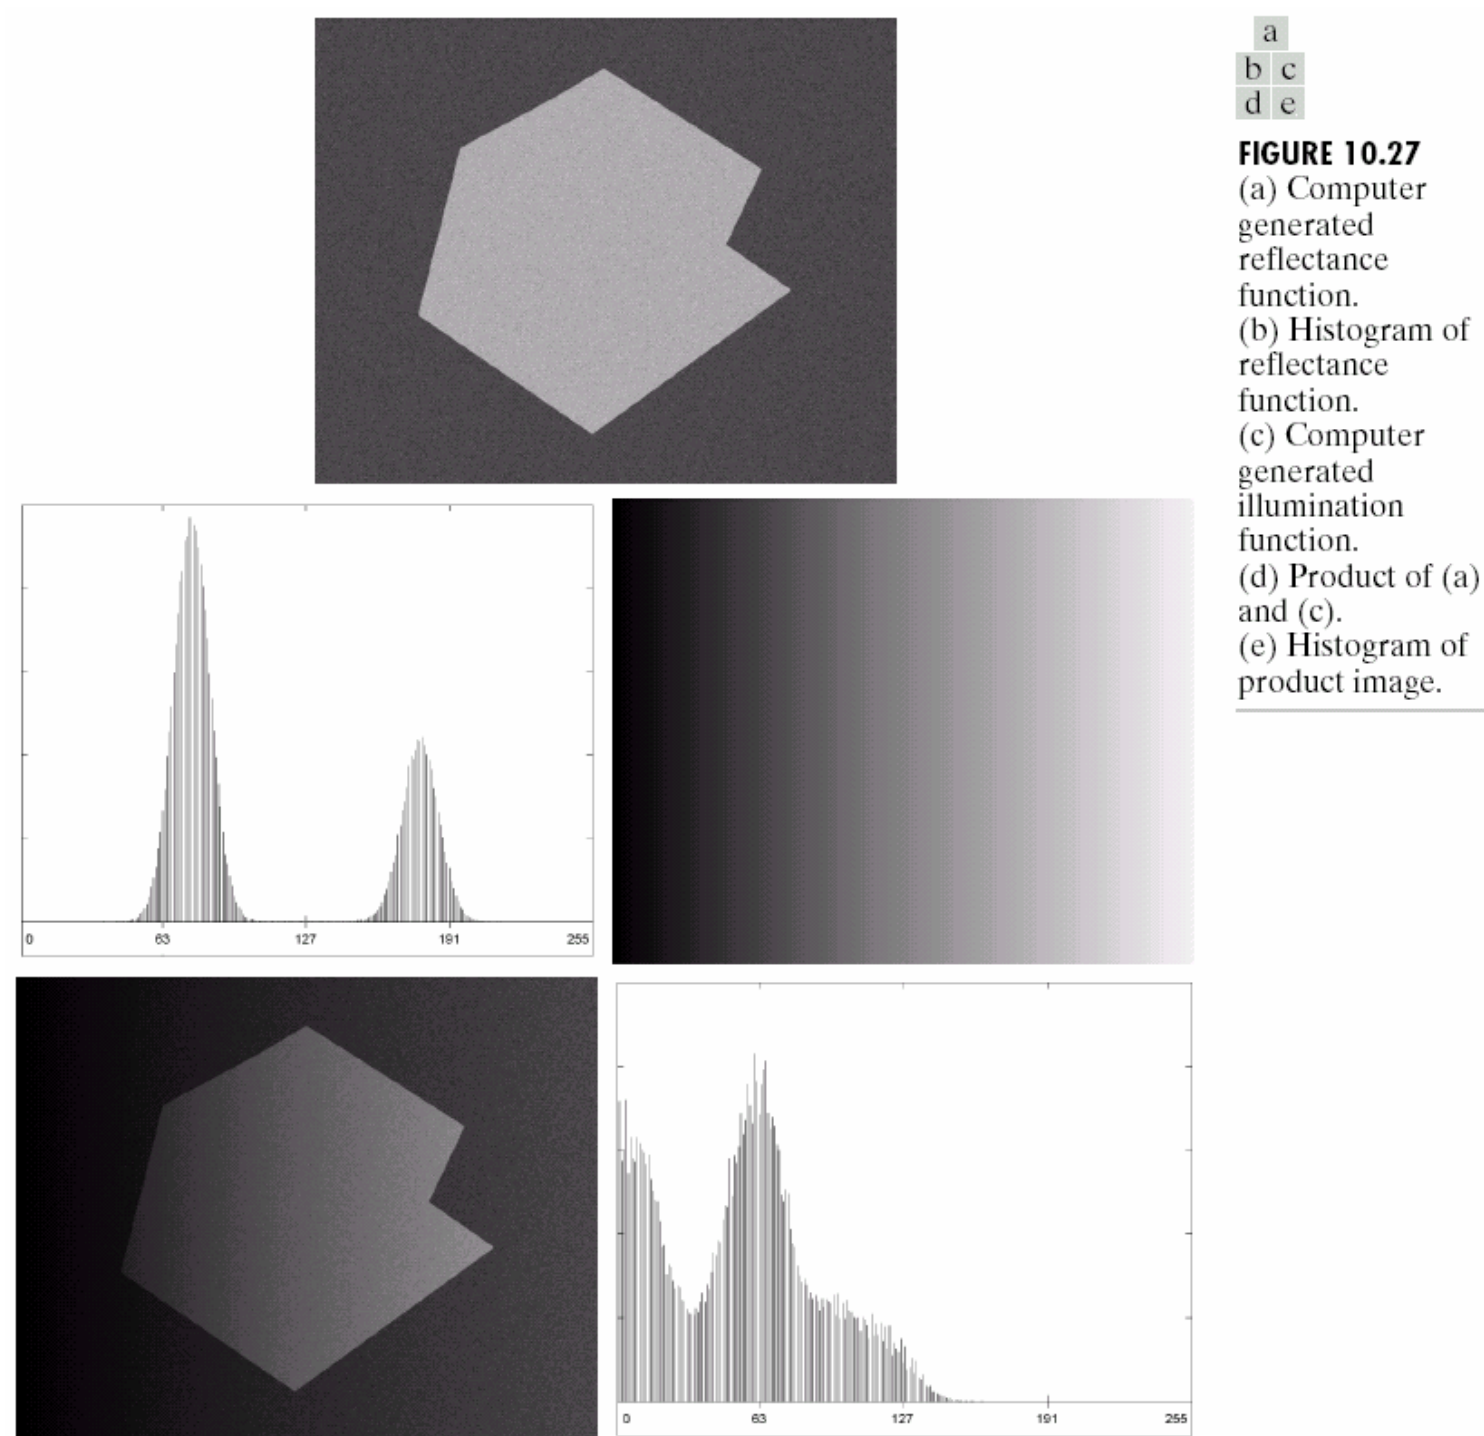 a
b c
d e
FIGURE 10.27
(a) Computer
generated
reflectance
function.
(b) Histogram of
reflectance
function.
(c) Computer
generated
illumination
function.
(d) Product of (a)
and (c).
(e) Histogram of
product image.
0 63 127 191 255
0 63 127 191 255